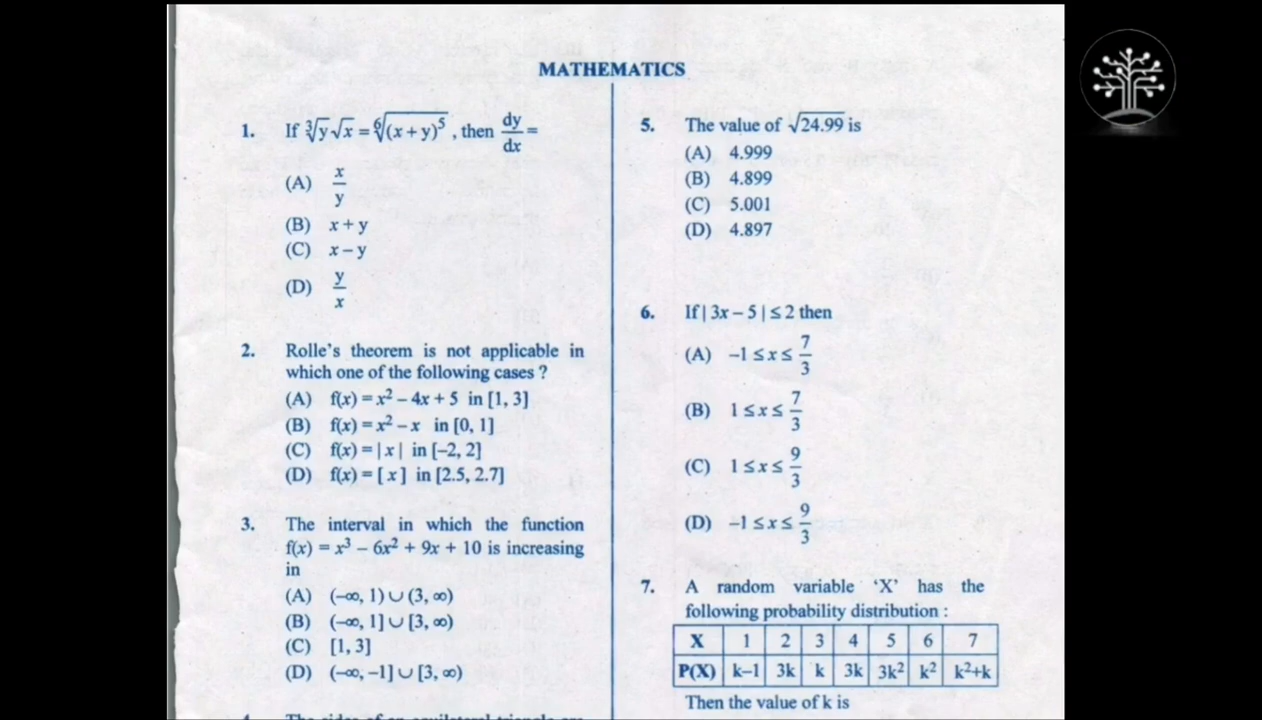 MATHEMATICS
1. If ∛y √x = ⁶√(x + y)⁵ , then dy/dx =
(A) x/y
(B) x + y
(C) x – y
(D) y/x
2. Rolle's theorem is not applicable in
which one of the following cases ?
(A) f(x) = x² – 4x + 5 in [1, 3]
(B) f(x) = x² – x in [0, 1]
(C) f(x) = | x | in [–2, 2]
(D) f(x) = [ x ] in [2.5, 2.7]
3. The interval in which the function
f(x) = x³ – 6x² + 9x + 10 is increasing
in
(A) (–∞, 1) ∪ (3, ∞)
(B) (–∞, 1] ∪ [3, ∞)
(C) [1, 3]
(D) (–∞, –1] ∪ [3, ∞)
5. The value of √24.99 is
(A) 4.999
(B) 4.899
(C) 5.001
(D) 4.897
6. If | 3x – 5 | ≤ 2 then
(A) –1 ≤ x ≤ 7/3
(B) 1 ≤ x ≤ 7/3
(C) 1 ≤ x ≤ 9/3
(D) –1 ≤ x ≤ 9/3
7. A random variable 'X' has the
following probability distribution :
X 1 2 3 4 5 6 7
P(X) k–1 3k k 3k 3k² k² k²+k
Then the value of k is